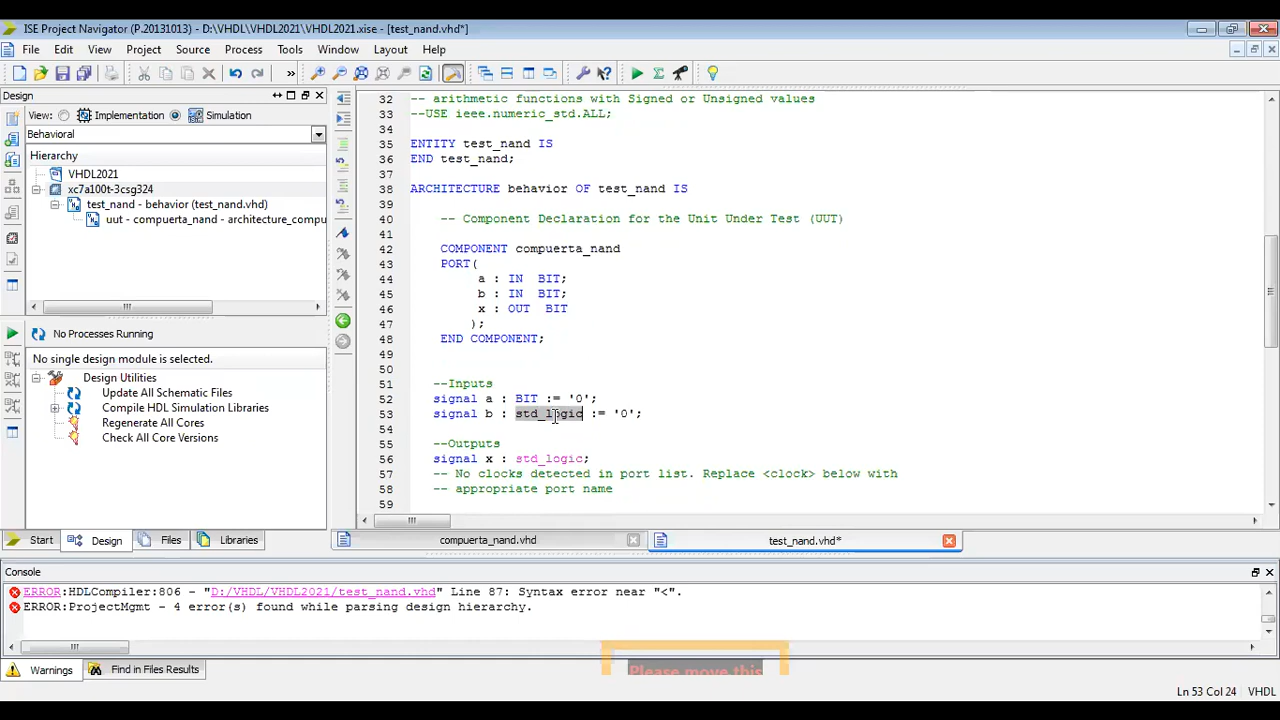 ISE Project Navigator (P.20131013) - D:\VHDL\VHDL2021\VHDL2021.xise - [test_nand.vhd*]
File Edit View Project Source Process Tools Window Layout Help
»
Design
View: Implementation Simulation
Behavioral
Hierarchy
VHDL2021
xc7a100t-3csg324
test_nand - behavior (test_nand.vhd)
uut - compuerta_nand - architecture_compu
No Processes Running
No single design module is selected.
Design Utilities
Update All Schematic Files
Compile HDL Simulation Libraries
Regenerate All Cores
Check All Core Versions
Start Design Files Libraries
32 -- arithmetic functions with Signed or Unsigned values
33 --USE ieee.numeric_std.ALL;
34
35 ENTITY test_nand IS
36 END test_nand;
37
38 ARCHITECTURE behavior OF test_nand IS
39
40 -- Component Declaration for the Unit Under Test (UUT)
41
42 COMPONENT compuerta_nand
43 PORT(
44 a : IN BIT;
45 b : IN BIT;
46 x : OUT BIT
47 );
48 END COMPONENT;
49
50
51 --Inputs
52 signal a : BIT := '0';
53 signal b : std_logic := '0';
54
55 --Outputs
56 signal x : std_logic;
57 -- No clocks detected in port list. Replace <clock> below with
58 -- appropriate port name
59
compuerta_nand.vhd test_nand.vhd*
Console
ERROR:HDLCompiler:806 - "D:/VHDL/VHDL2021/test_nand.vhd" Line 87: Syntax error near "<".
ERROR:ProjectMgmt - 4 error(s) found while parsing design hierarchy.
Please move this
Warnings Find in Files Results
Ln 53 Col 24 VHDL